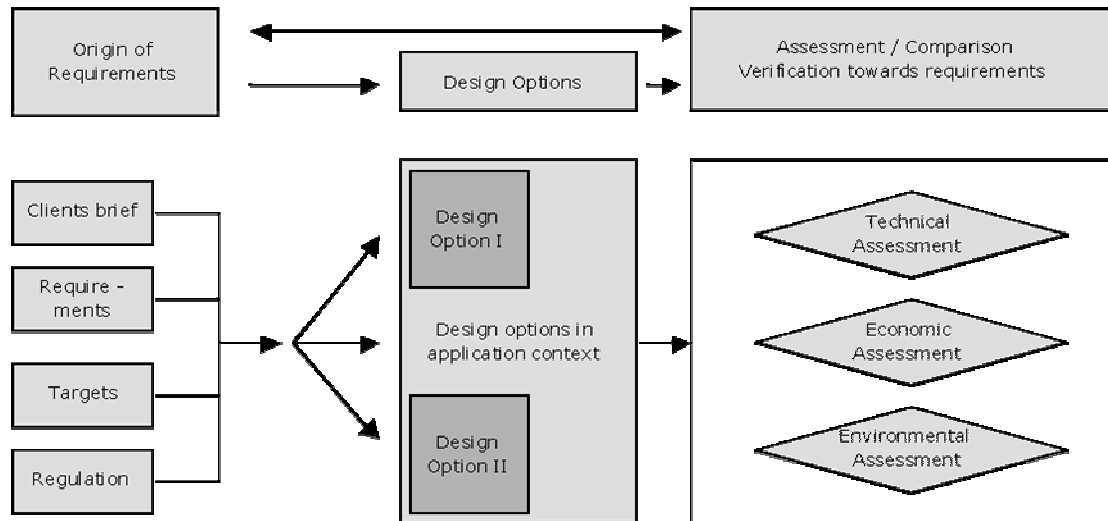 Origin of
Requirements
Design Options
Assessment / Comparison
Verification towards requirements
Clients brief
Require -
ments
Targets
Regulation
Design
Option I
Design options in
application context
Design
Option II
Technical
Assessment
Economic
Assessment
Environmental
Assessment